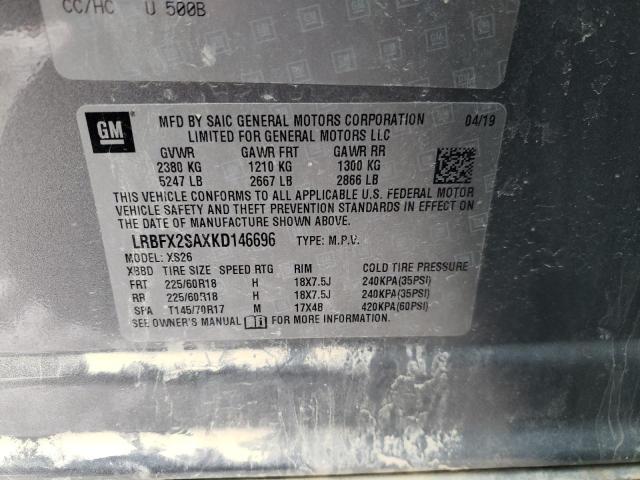 CC/HC U 500B
GM
MFD BY SAIC GENERAL MOTORS CORPORATION 04/19
LIMITED FOR GENERAL MOTORS LLC
GVWR GAWR FRT GAWR RR
2380 KG 1210 KG 1300 KG
5247 LB 2667 LB 2866 LB
THIS VEHICLE CONFORMS TO ALL APPLICABLE U.S. FEDERAL MOTOR
VEHICLE SAFETY AND THEFT PREVENTION STANDARDS IN EFFECT
ON THE DATE OF MANUFACTURE SHOWN ABOVE.
LRBFX2SAXKD146696 TYPE: M.P.V.
MODEL: XS26
XBBD TIRE SIZE SPEED RTG RIM COLD TIRE PRESSURE
FRT 225/60R18 H 18X7.5J 240KPA(35PSI)
RR 225/60R18 H 18X7.5J 240KPA(35PSI)
SPA T145/70R17 M 17X4B 420KPA(60PSI)
SEE OWNER'S MANUAL FOR MORE INFORMATION.